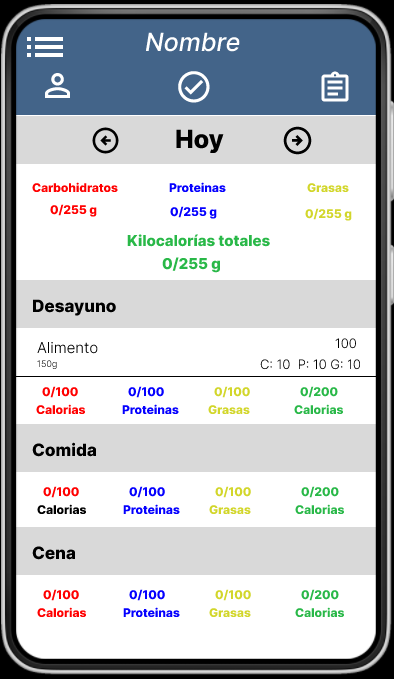 Nombre
Hoy
Carbohidratos Proteinas Grasas
0/255 g 0/255 g 0/255 g
Kilocalorías totales
0/255 g
Desayuno
Alimento 100
150g C: 10 P: 10 G: 10
0/100 0/100 0/100 0/200
Calorias Proteinas Grasas Calorias
Comida
0/100 0/100 0/100 0/200
Calorias Proteinas Grasas Calorias
Cena
0/100 0/100 0/100 0/200
Calorias Proteinas Grasas Calorias